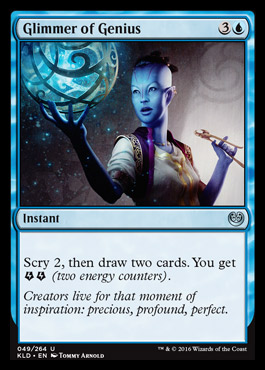 Glimmer of Genius 3
Instant
Scry 2, then draw two cards. You get
(two energy counters).
Creators live for that moment of
inspiration: precious, profound, perfect.
049/264 U
KLD • EN TOMMY ARNOLD
™ & © 2016 Wizards of the Coast